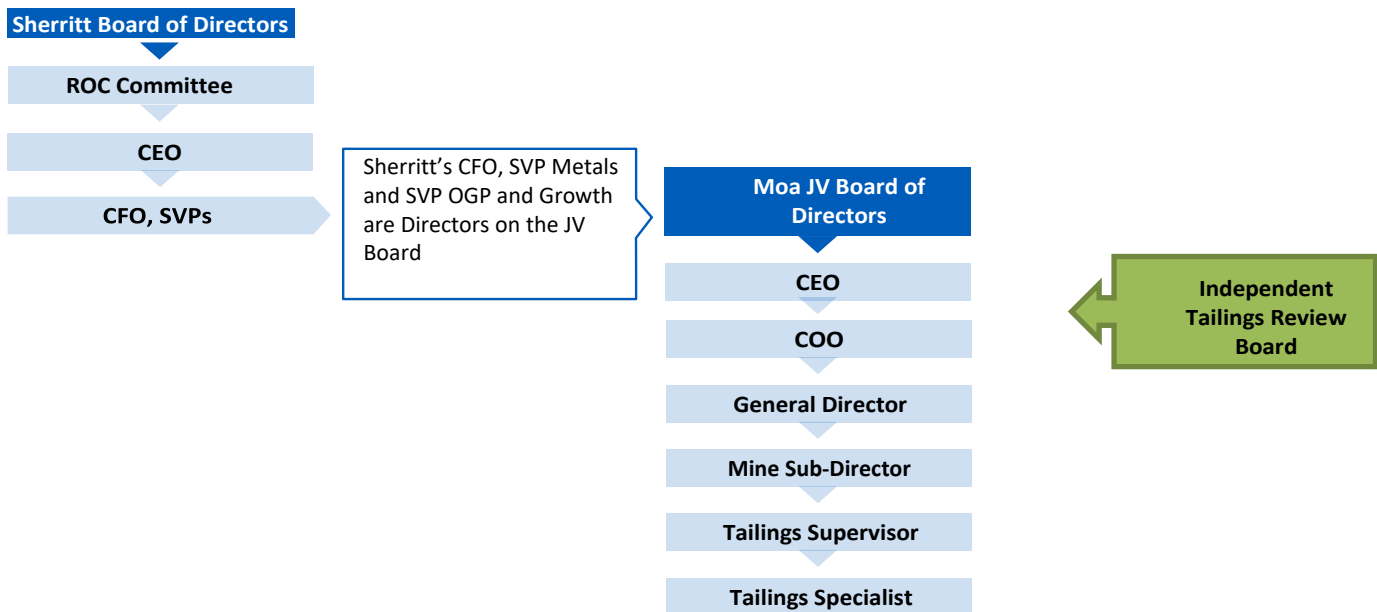 Sherritt Board of Directors
ROC Committee
CEO
CFO, SVPs
Sherritt’s CFO, SVP Metals
and SVP OGP and Growth
are Directors on the JV
Board
Moa JV Board of
Directors
CEO
COO
General Director
Mine Sub-Director
Tailings Supervisor
Tailings Specialist
Independent
Tailings Review
Board